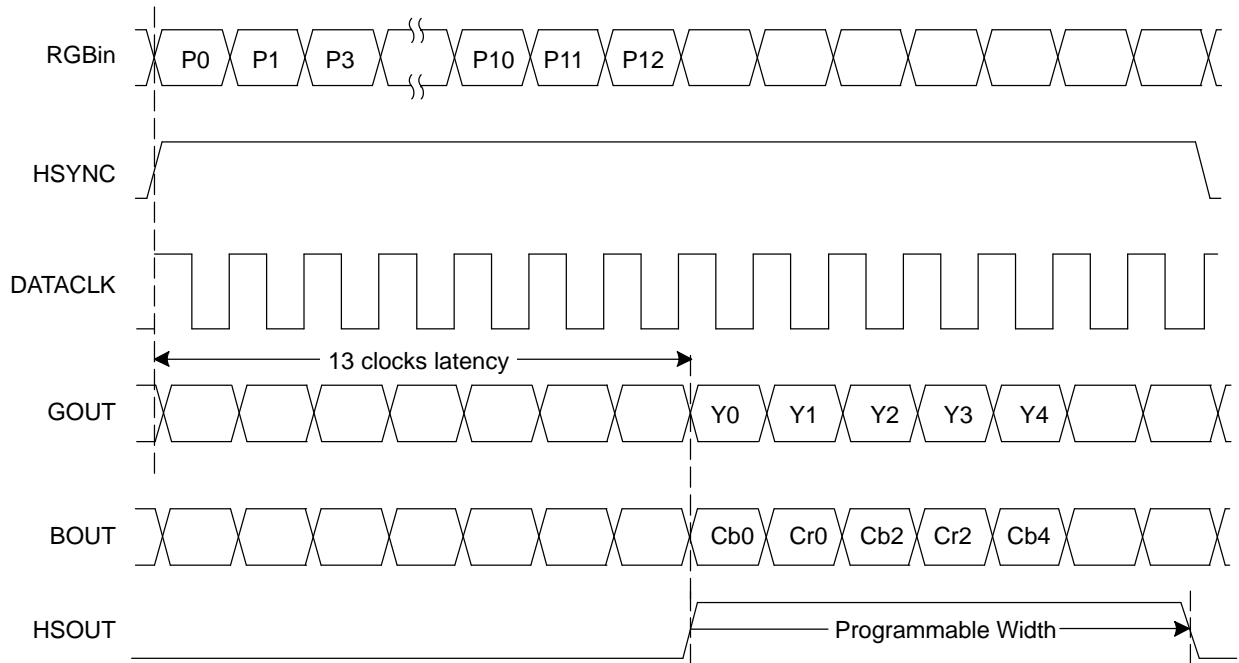 RGBin P0 P1 P3 P10 P11 P12
HSYNC
DATACLK
13 clocks latency
GOUT Y0 Y1 Y2 Y3 Y4
BOUT Cb0 Cr0 Cb2 Cr2 Cb4
HSOUT Programmable Width